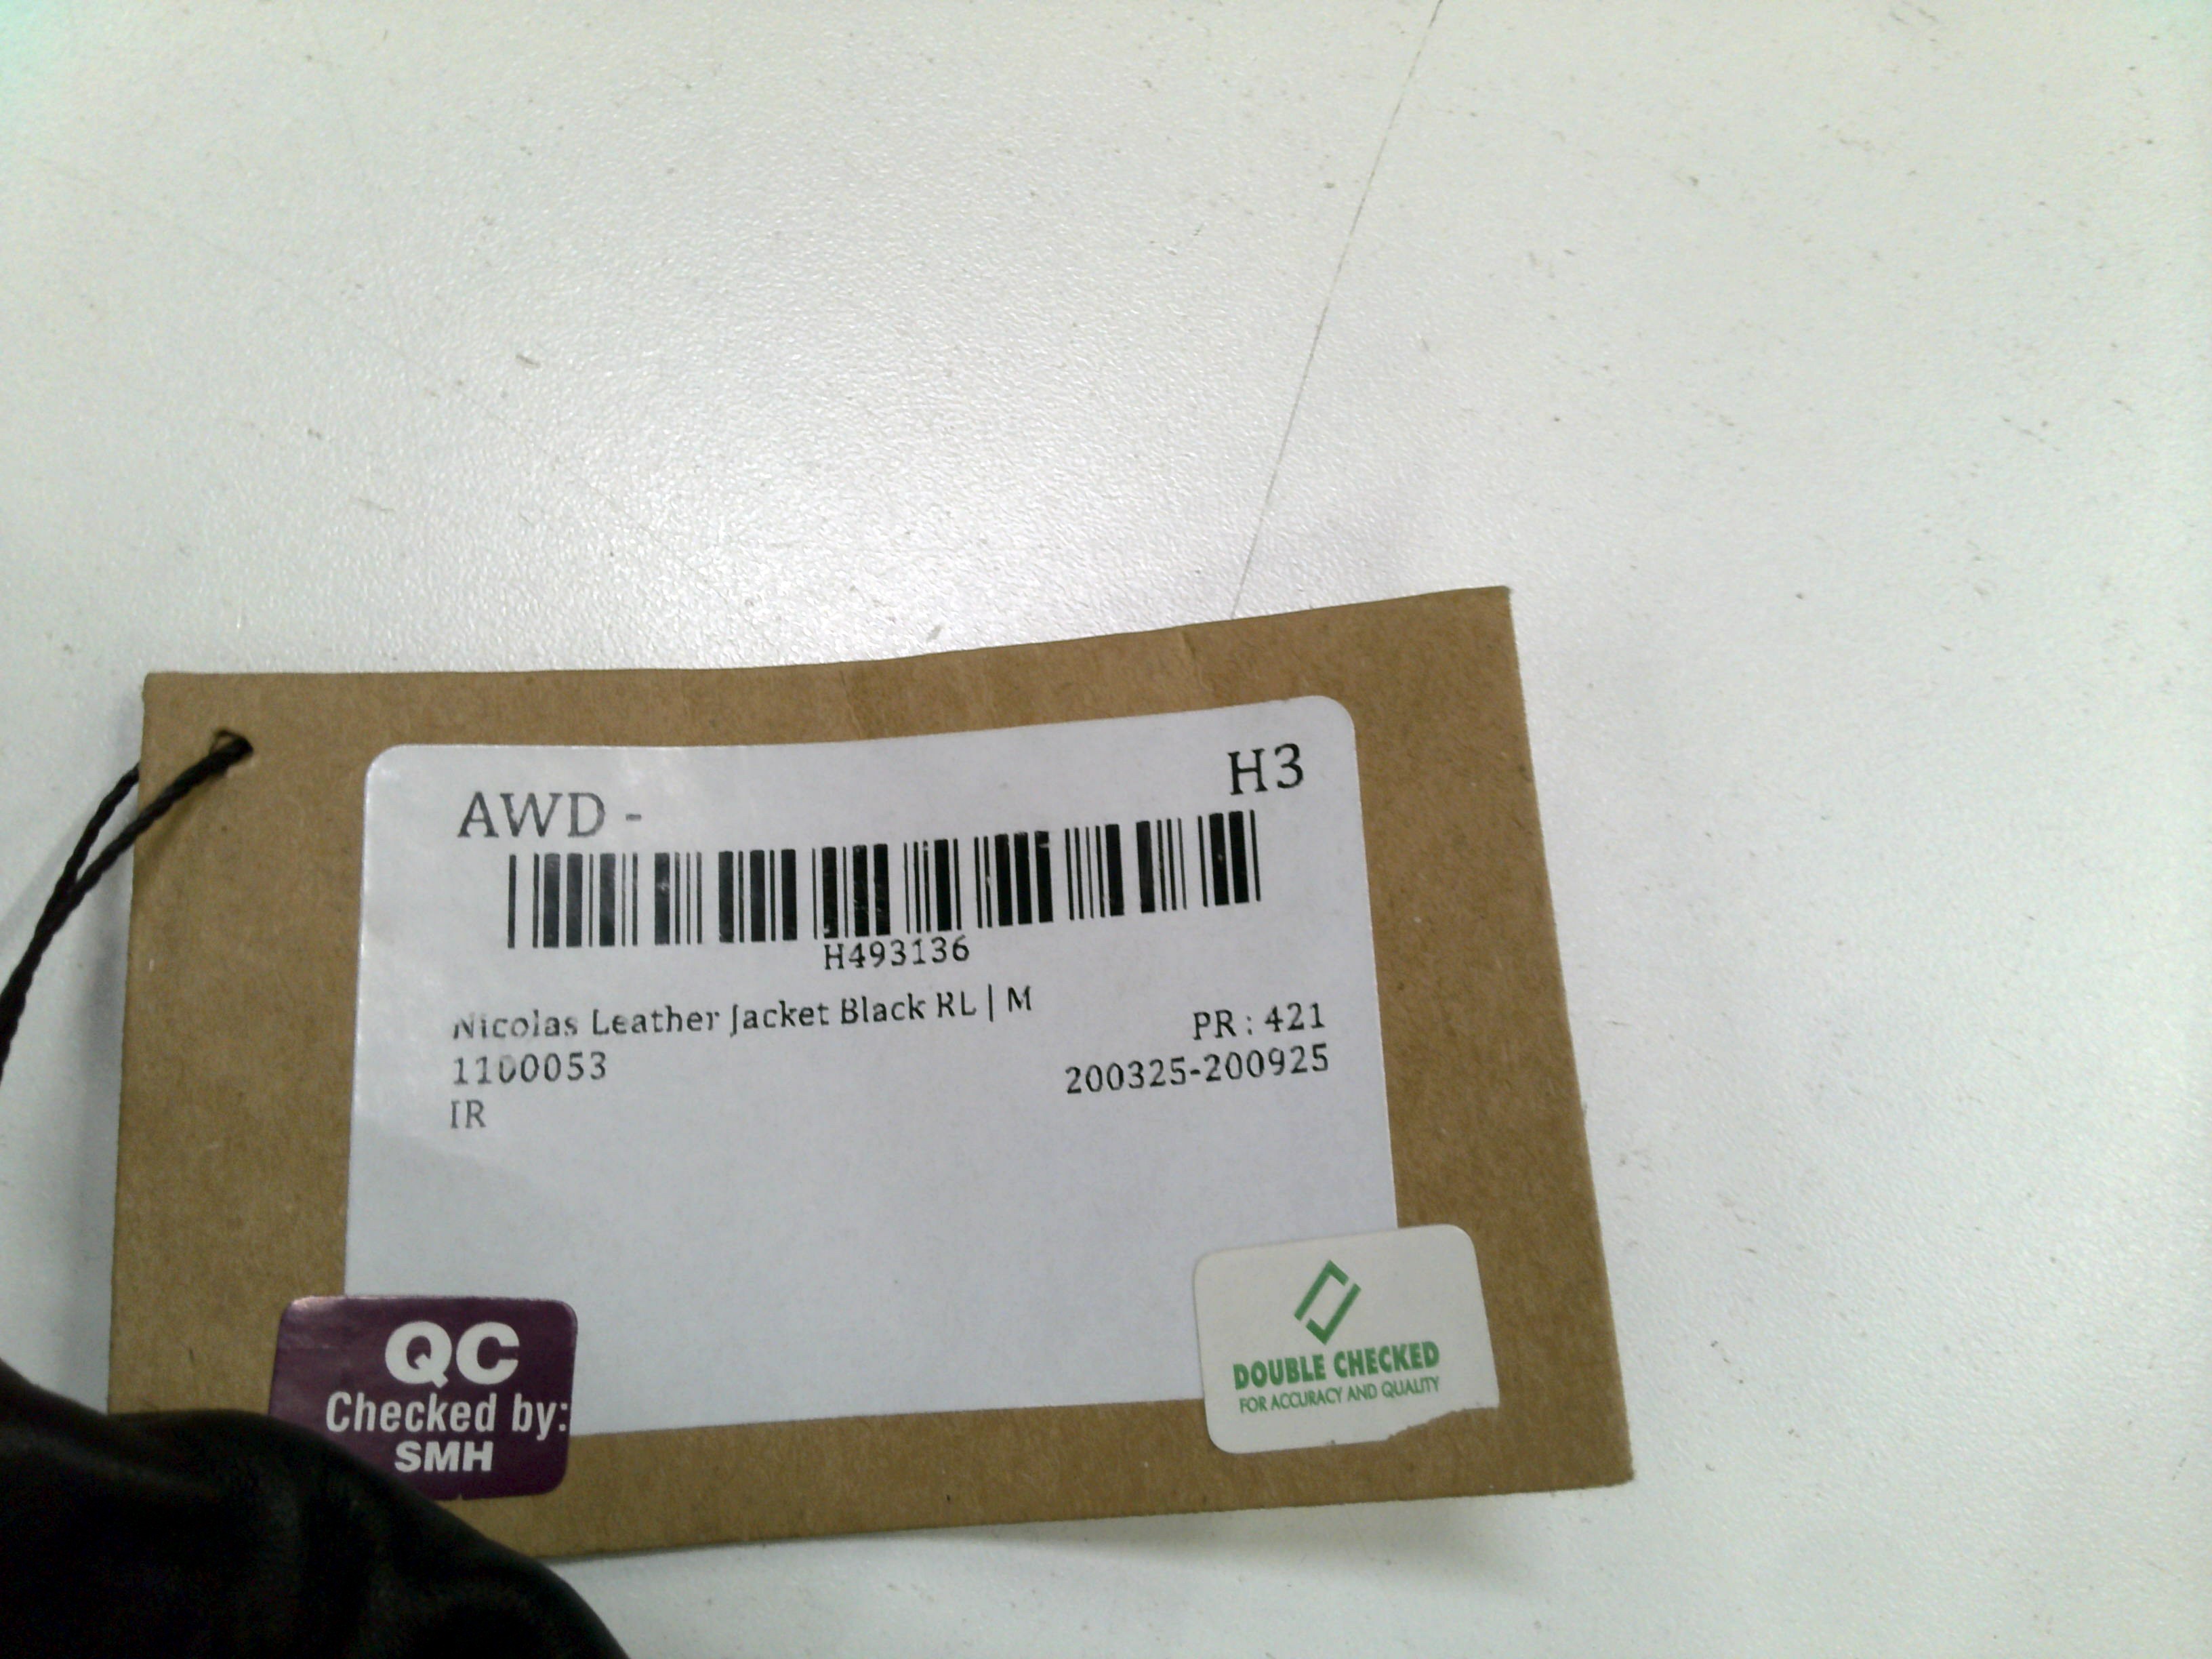 AWD -
H3
H493136
Nicolas Leather Jacket Black RL | M
PR : 421
1100053
200325-200925
IR
QC
Checked by:
SMH
DOUBLE CHECKED
FOR ACCURACY AND QUALITY